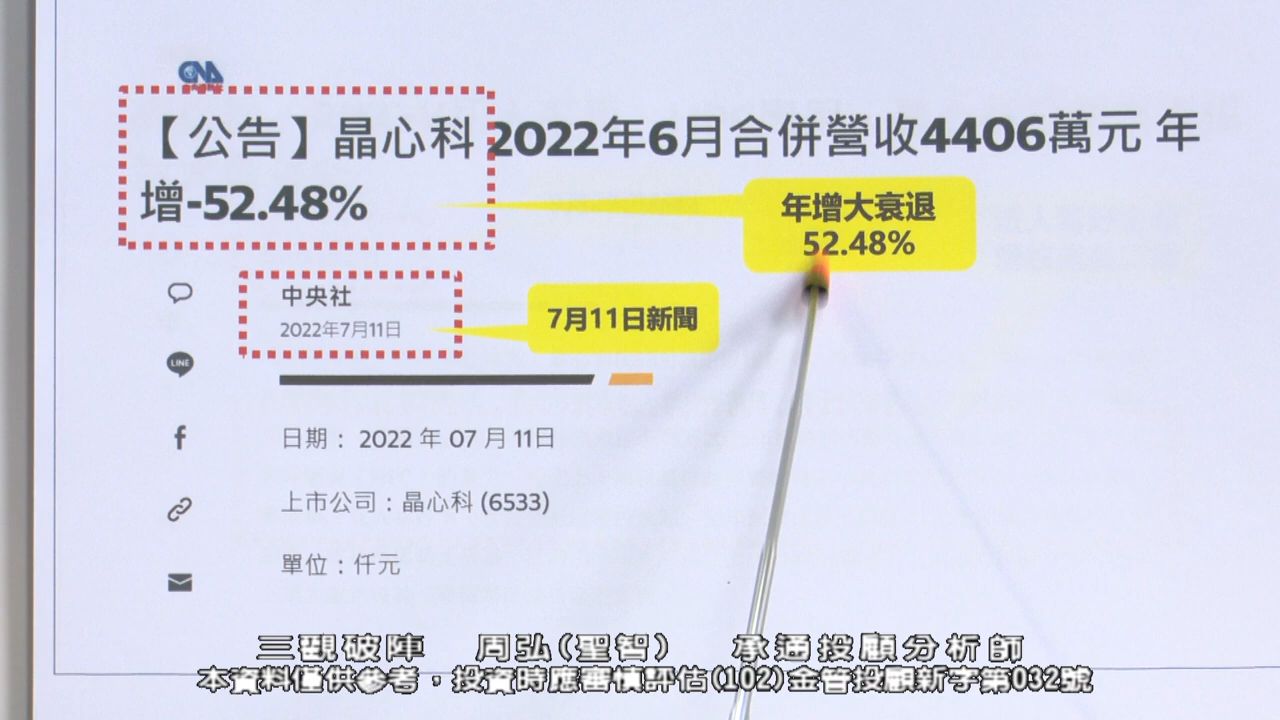 CNA
【公告】晶心科 2022年6月合併營收4406萬元 年
增-52.48%
年增大衰退
52.48%
中央社
2022年7月11日
7月11日新聞
LINE
日期： 2022 年 07 月 11日
上市公司：晶心科 (6533)
單位：仟元
三觀破陣 周弘(聖智) 承通投顧分析師
本資料僅供參考，投資時應審慎評估(102)金管投顧新字第032號